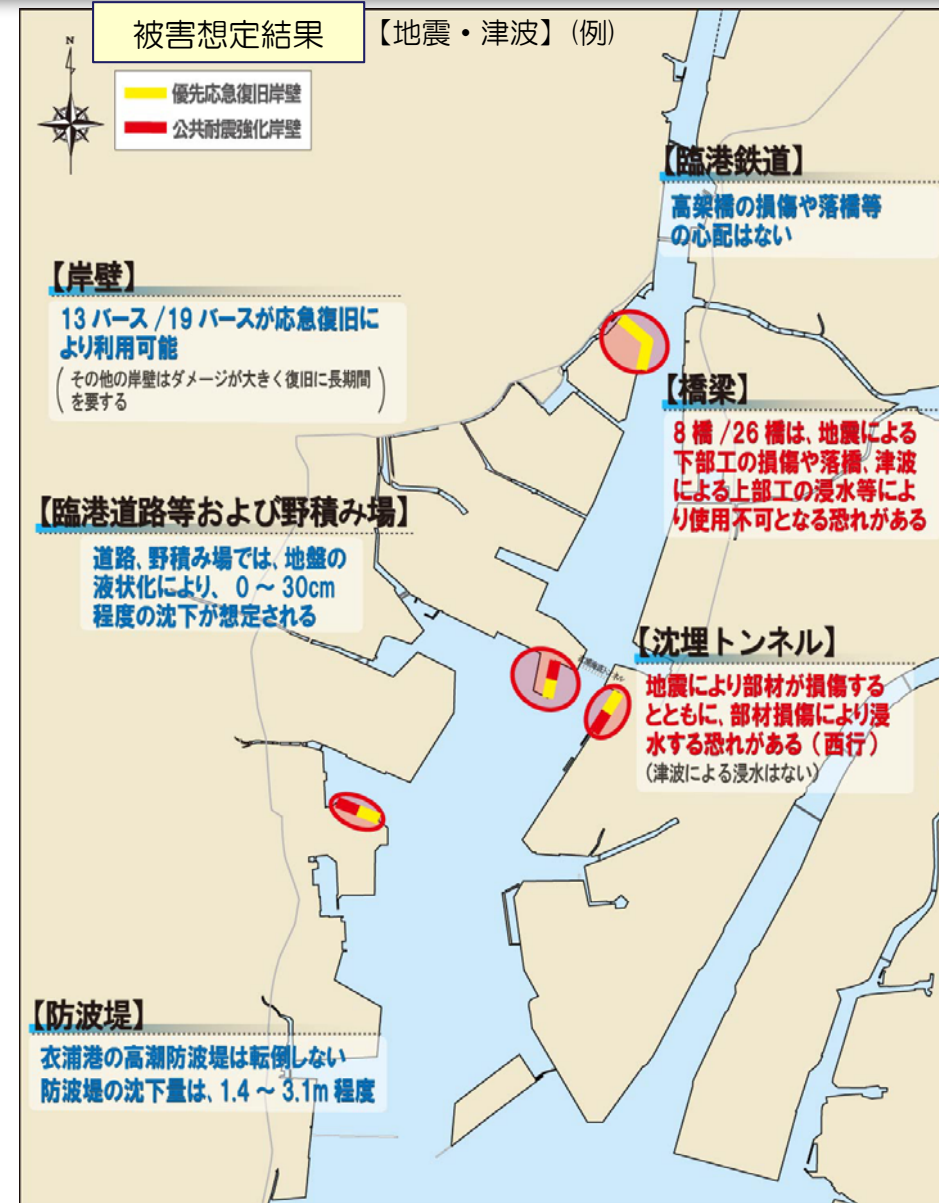 被害想定結果
【地震・津波】(例)
N
優先応急復旧岸壁
公共耐震強化岸壁
【臨港鉄道】
高架橋の損傷や落橋等
の心配はない
【岸壁】
13 バース /19 バースが応急復旧に
より利用可能
(その他の岸壁はダメージが大きく復旧に長期間
を要する)
【橋梁】
8 橋 /26 橋は、地震による
下部工の損傷や落橋、津波
による上部工の浸水等によ
り使用不可となる恐れがある
【臨港道路等および野積み場】
道路、野積み場では、地盤の
液状化により、0 ～ 30cm
程度の沈下が想定される
【沈埋トンネル】
地震により部材が損傷する
とともに、部材損傷により浸
水する恐れがある（西行）
(津波による浸水はない)
【防波堤】
衣浦港の高潮防波堤は転倒しない
防波堤の沈下量は、1.4 ～ 3.1m 程度